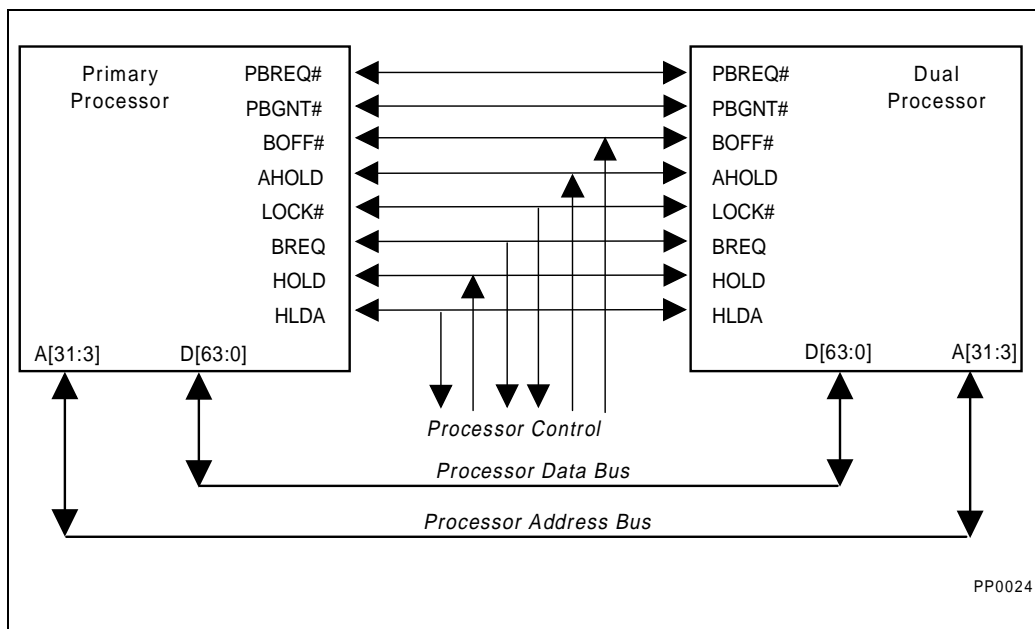 Primary
Processor
PBREQ#
PBGNT#
BOFF#
AHOLD
LOCK#
BREQ
HOLD
HLDA
A[31:3]
D[63:0]
PBREQ#
PBGNT#
BOFF#
AHOLD
LOCK#
BREQ
HOLD
HLDA
Dual
Processor
D[63:0]
A[31:3]
Processor Control
Processor Data Bus
Processor Address Bus
PP0024